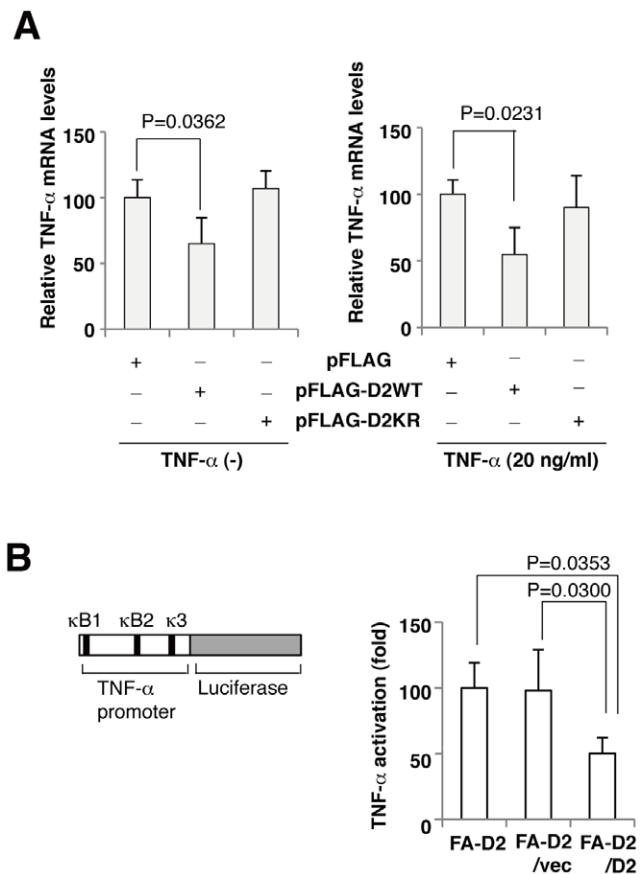 A
Relative TNF-α mRNA levels
150
100
50
0
P=0.0362
Relative TNF-α mRNA levels
150
100
50
0
P=0.0231
+ – – pFLAG + – –
– + – pFLAG-D2WT – + –
– – + pFLAG-D2KR – – +
TNF-α (-)
TNF-α (20 ng/ml)
B
κB1 κB2 κ3
TNF-α promoter
Luciferase
P=0.0353
P=0.0300
TNF-α activation (fold)
150
100
50
0
FA-D2
FA-D2
/vec
FA-D2
/D2